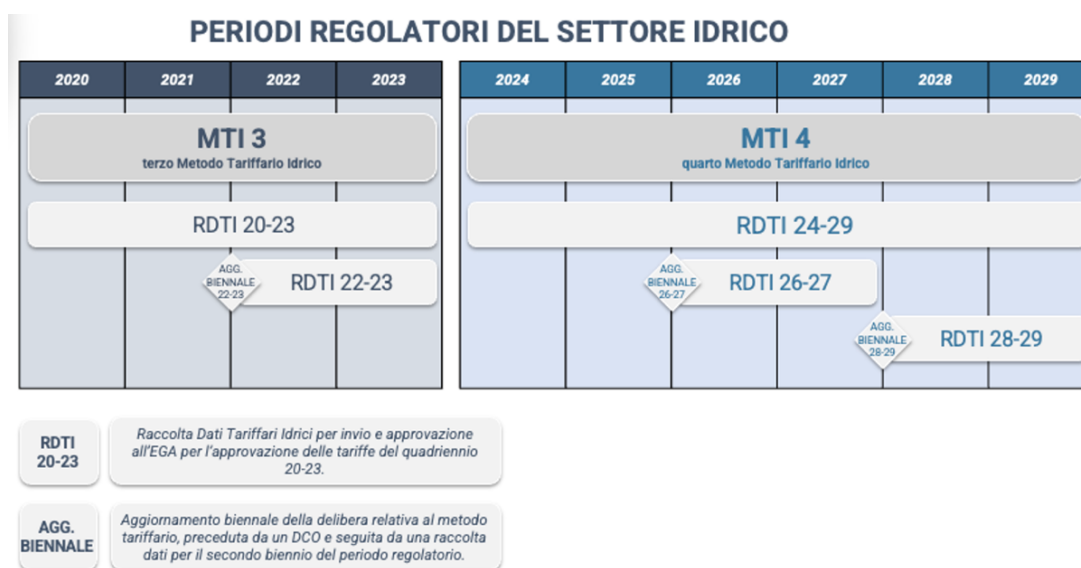 PERIODI REGOLATORI DEL SETTORE IDRICO
2020 2021 2022 2023 2024 2025 2026 2027 2028 2029
MTI 3
terzo Metodo Tariffario Idrico
MTI 4
quarto Metodo Tariffario Idrico
RDTI 20-23
RDTI 24-29
AGG.
BIENNALE
22-23
RDTI 22-23
AGG.
BIENNALE
26-27
RDTI 26-27
AGG.
BIENNALE
28-29
RDTI 28-29
RDTI
20-23
Raccolta Dati Tariffari Idrici per invio e approvazione
all'EGA per l'approvazione delle tariffe del quadriennio
20-23.
AGG.
BIENNALE
Aggiornamento biennale della delibera relativa al metodo
tariffario, preceduta da un DCO e seguita da una raccolta
dati per il secondo biennio del periodo regolatorio.